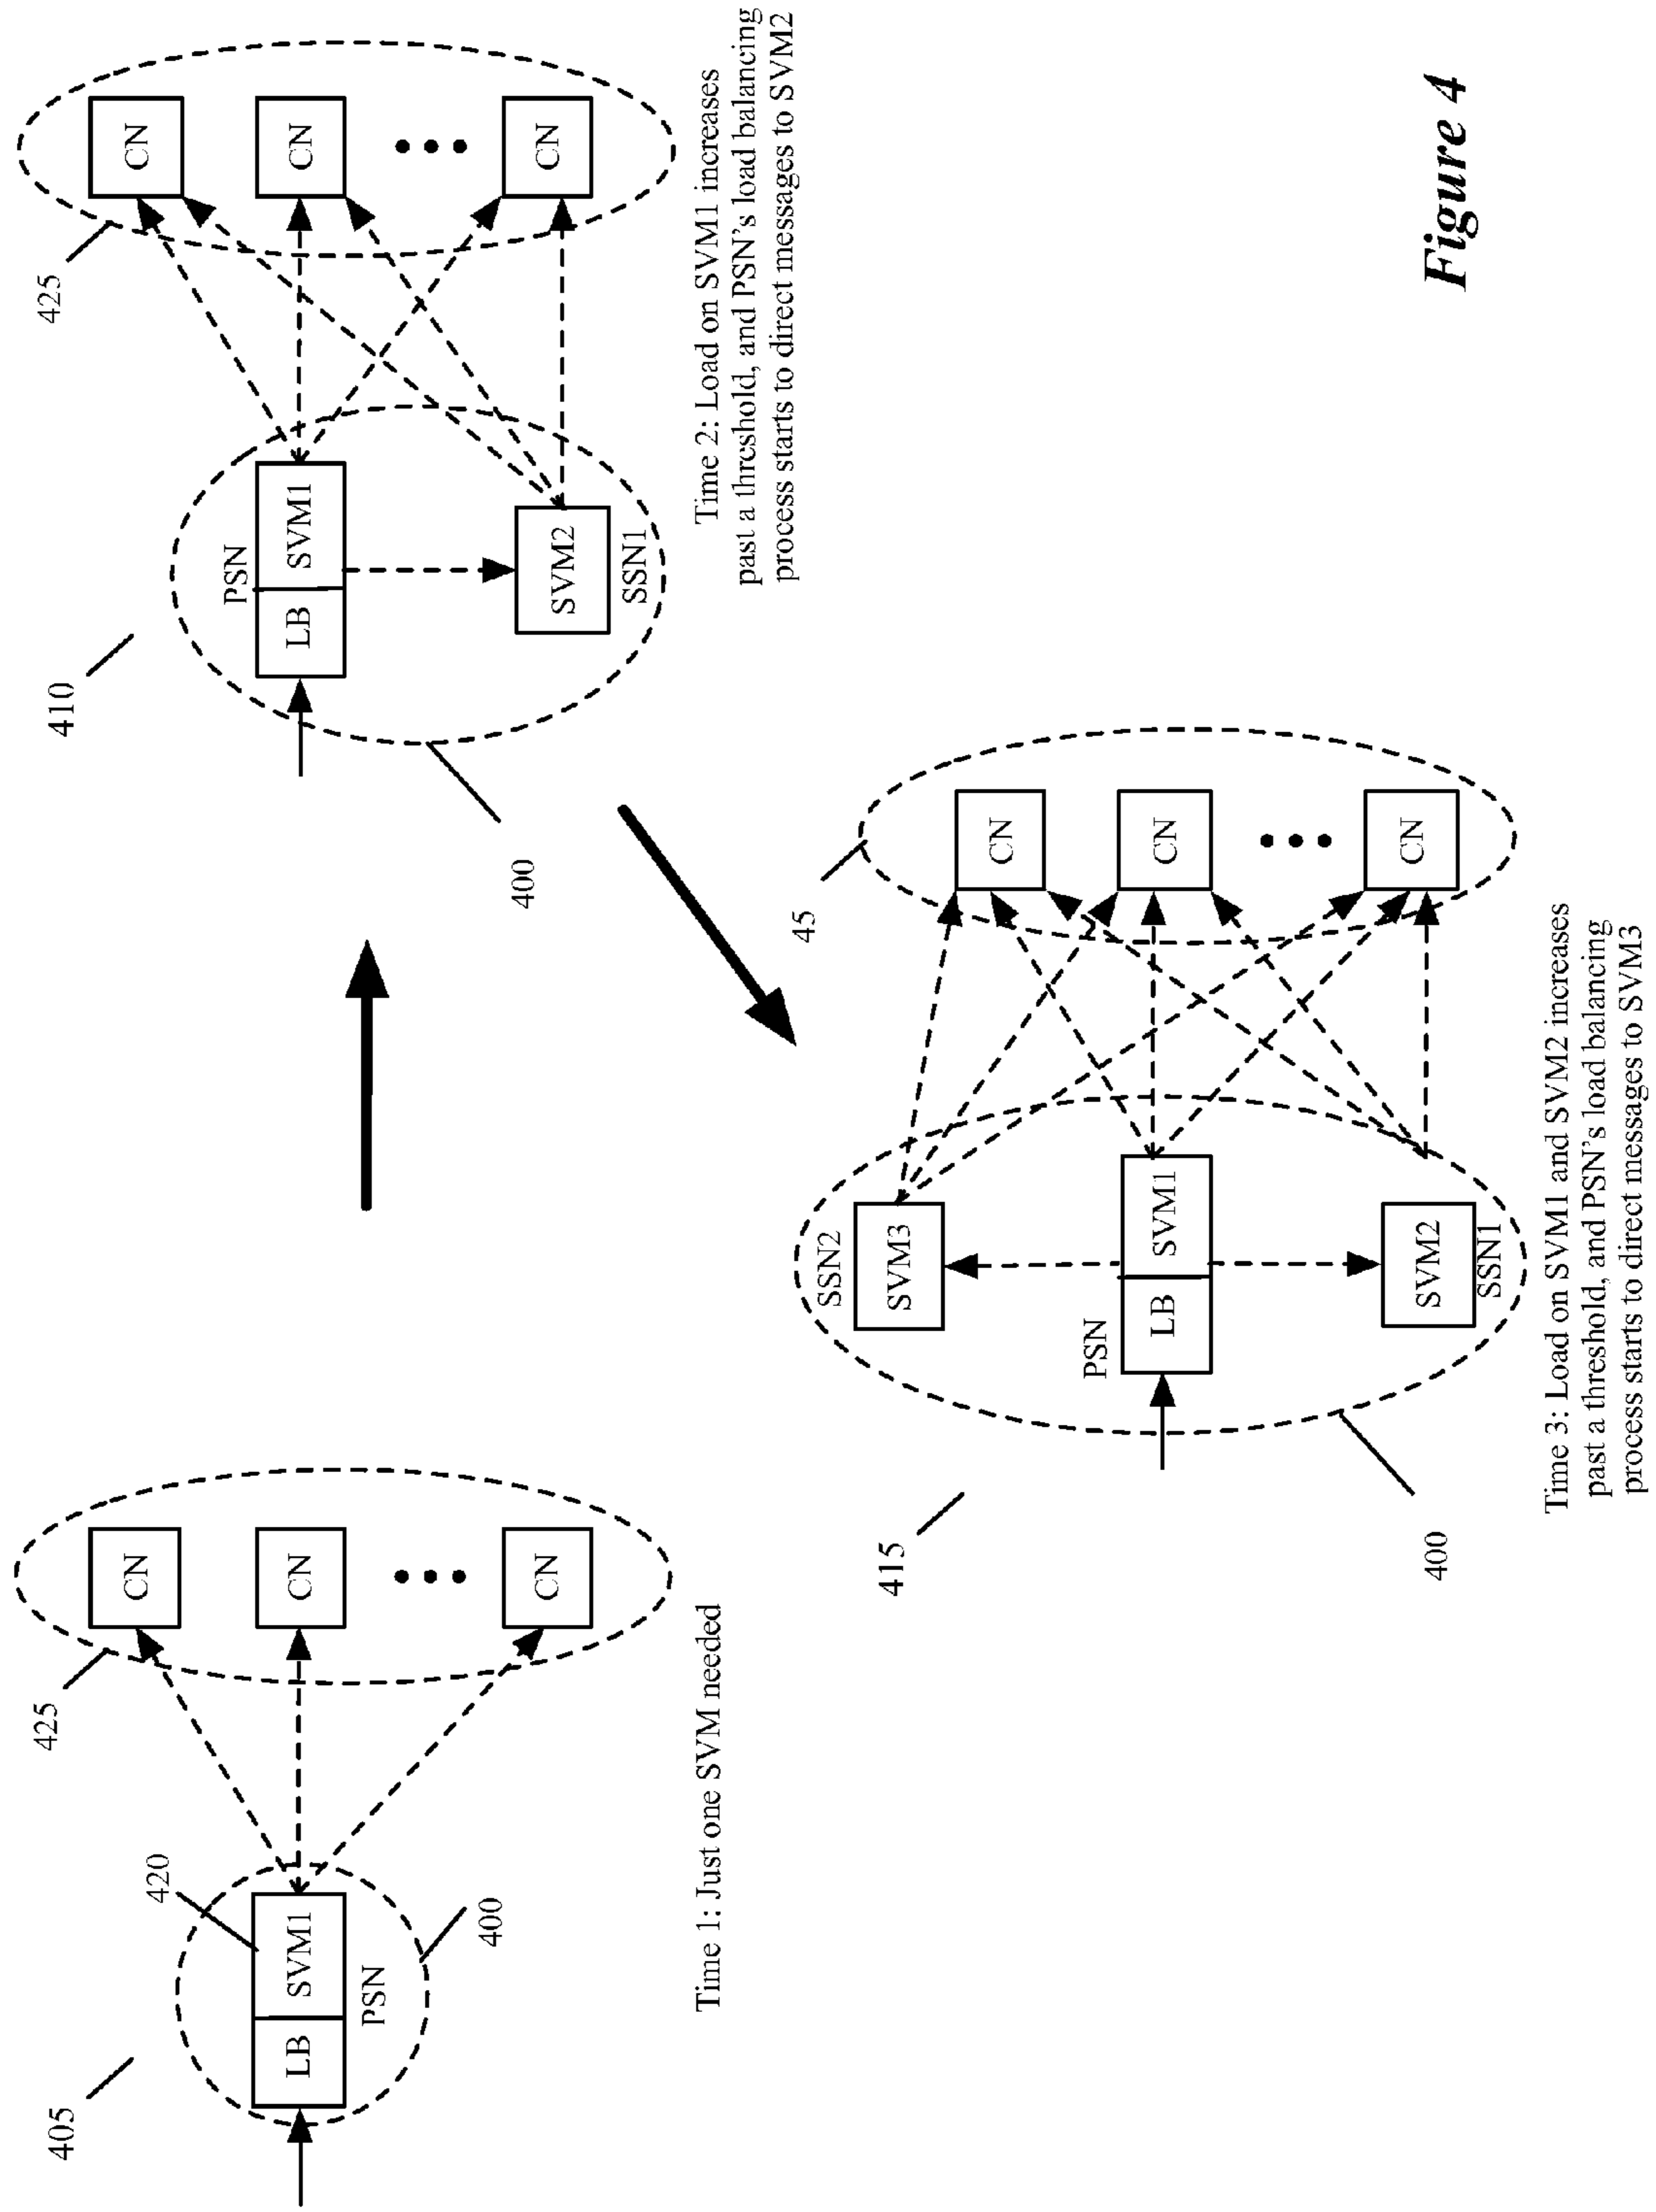 405
LB
SVM1
PSN
420
400
425
CN
CN
CN
Time 1: Just one SVM needed
410
PSN
LB
SVM1
SVM2
SSN1
400
425
CN
CN
CN
Time 2: Load on SVM1 increases
past a threshold, and PSN's load balancing
process starts to direct messages to SVM2
415
SSN2
SVM3
PSN
LB
SVM1
SVM2
SSN1
400
45
CN
CN
CN
Time 3: Load on SVM1 and SVM2 increases
past a threshold, and PSN's load balancing
process starts to direct messages to SVM3
Figure 4